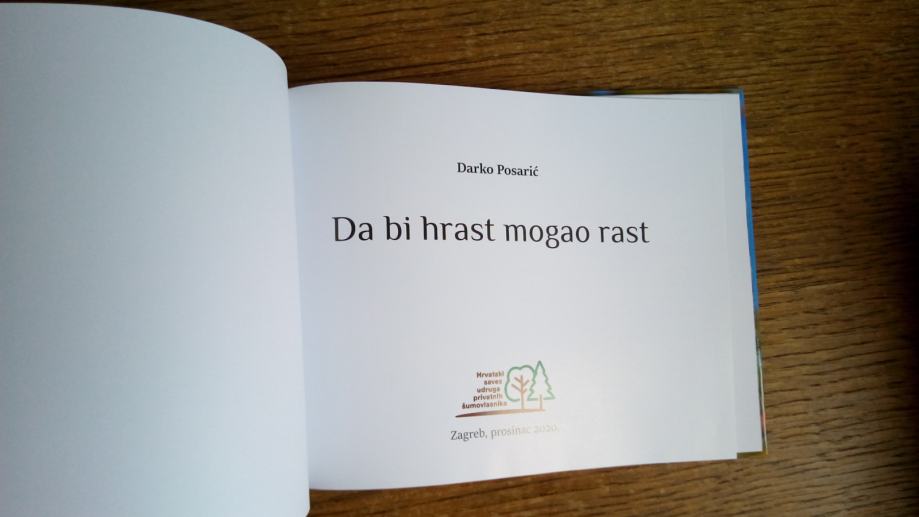 Darko Posarić
Da bi hrast mogao rast
Hrvatski
savez
udruga
privatnih
šumovlasnika
Zagreb, prosinac 2020.